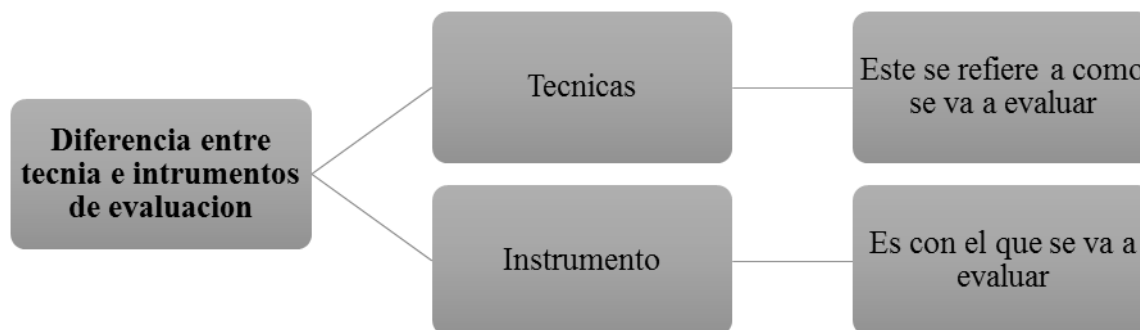 Diferencia entre
tecnia e intrumentos
de evaluacion
Tecnicas
Este se refiere a como
se va a evaluar
Instrumento
Es con el que se va a
evaluar